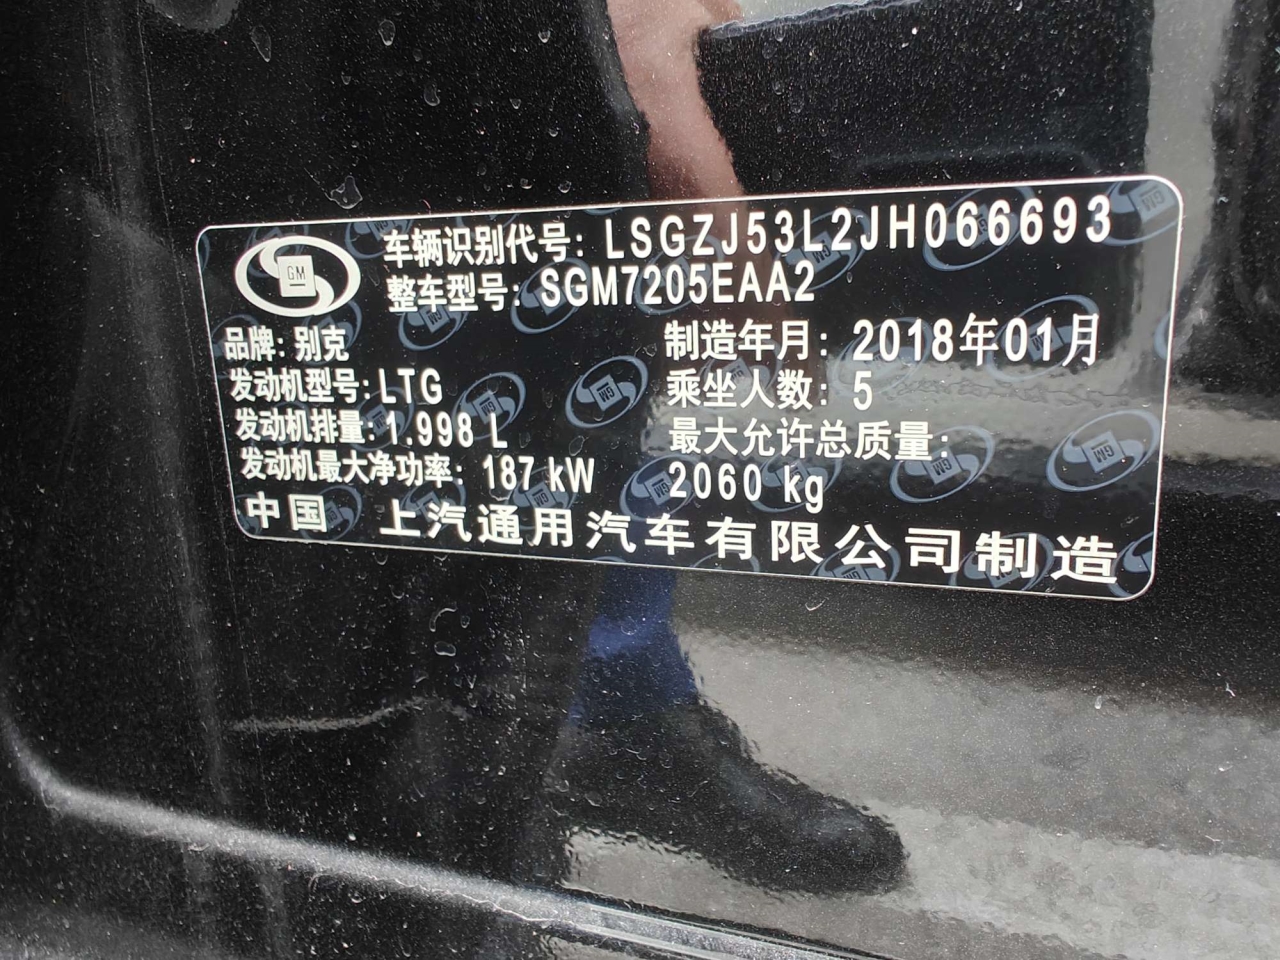 GM
车辆识别代号: LSGZJ53L2JH066693
整车型号: SGM7205EAA2
品牌: 别克
制造年月: 2018年01月
发动机型号: LTG
乘坐人数: 5
发动机排量: 1.998 L
最大允许总质量:
2060 kg
发动机最大净功率: 187 kW
中国 上汽通用汽车有限公司制造